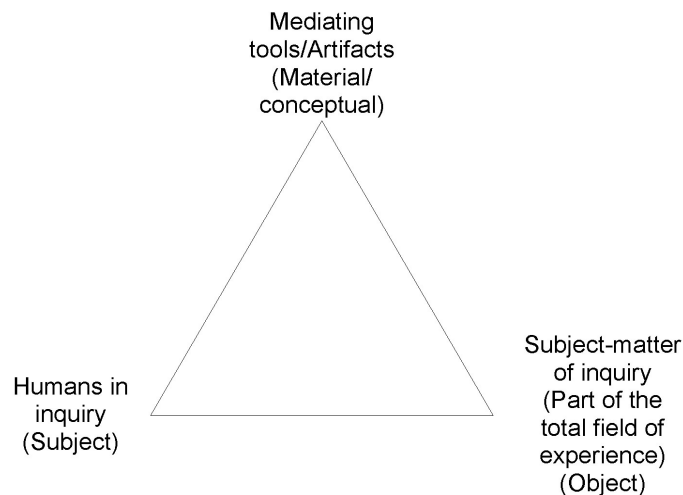 Mediating
tools/Artifacts
(Material/
conceptual)
Humans in
inquiry
(Subject)
Subject-matter
of inquiry
(Part of the
total field of
experience)
(Object)